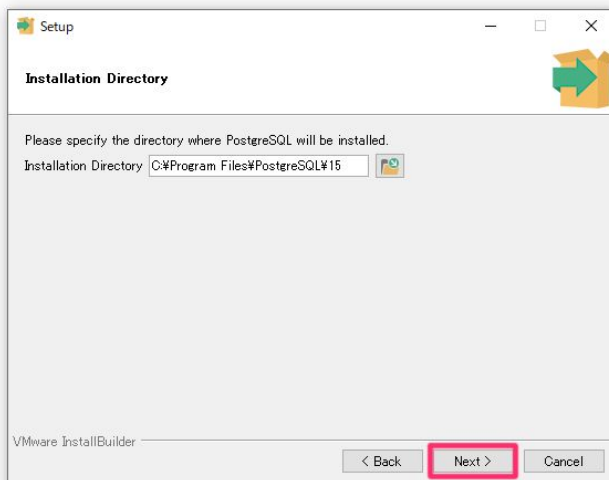 Setup
Installation Directory
Please specify the directory where PostgreSQL will be installed.
Installation Directory C:¥Program Files¥PostgreSQL¥15
VMware InstallBuilder
< Back Next > Cancel